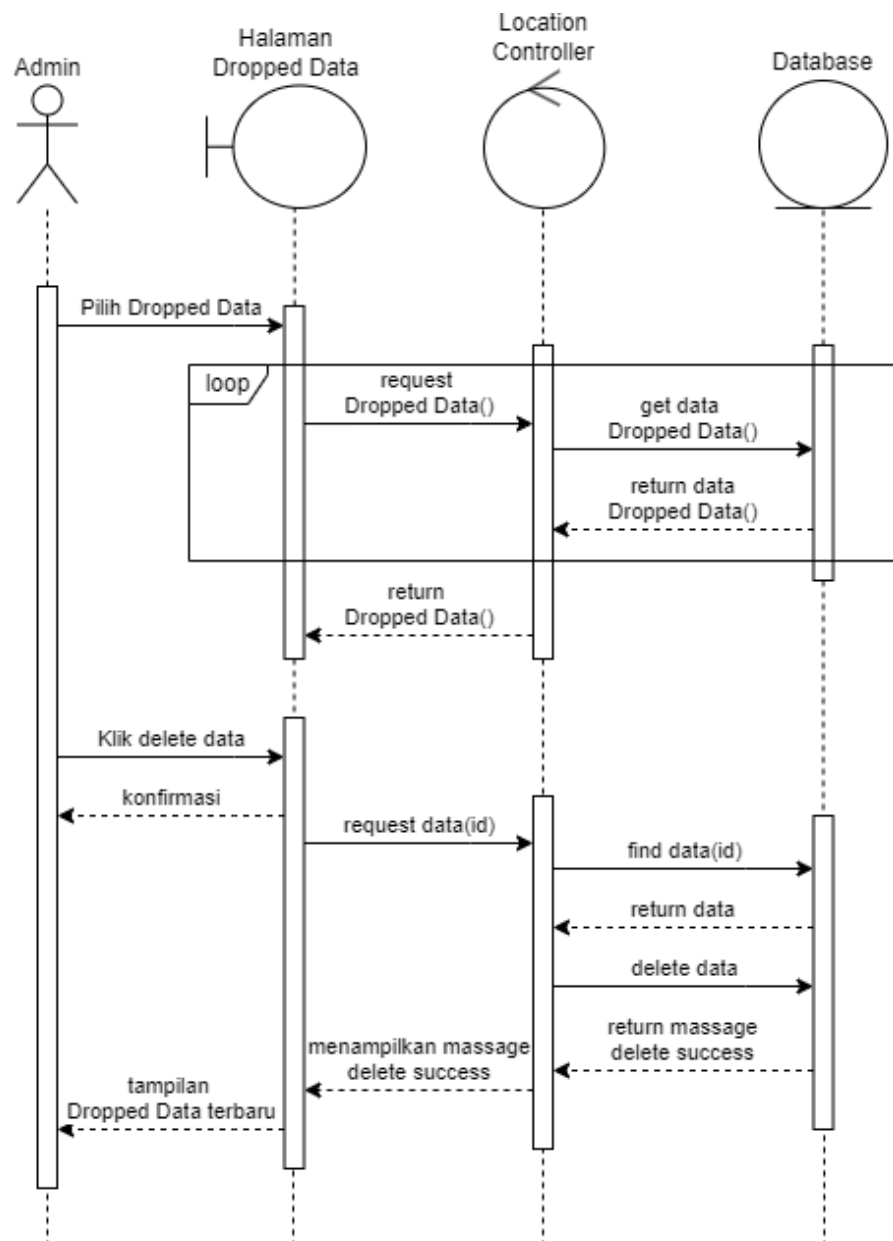 Admin
Halaman
Dropped Data
Location
Controller
Database
Pilih Dropped Data
loop
request
Dropped Data()
get data
Dropped Data()
return data
Dropped Data()
return
Dropped Data()
Klik delete data
konfirmasi
request data(id)
find data(id)
return data
delete data
return massage
delete success
menampilkan massage
delete success
tampilan
Dropped Data terbaru